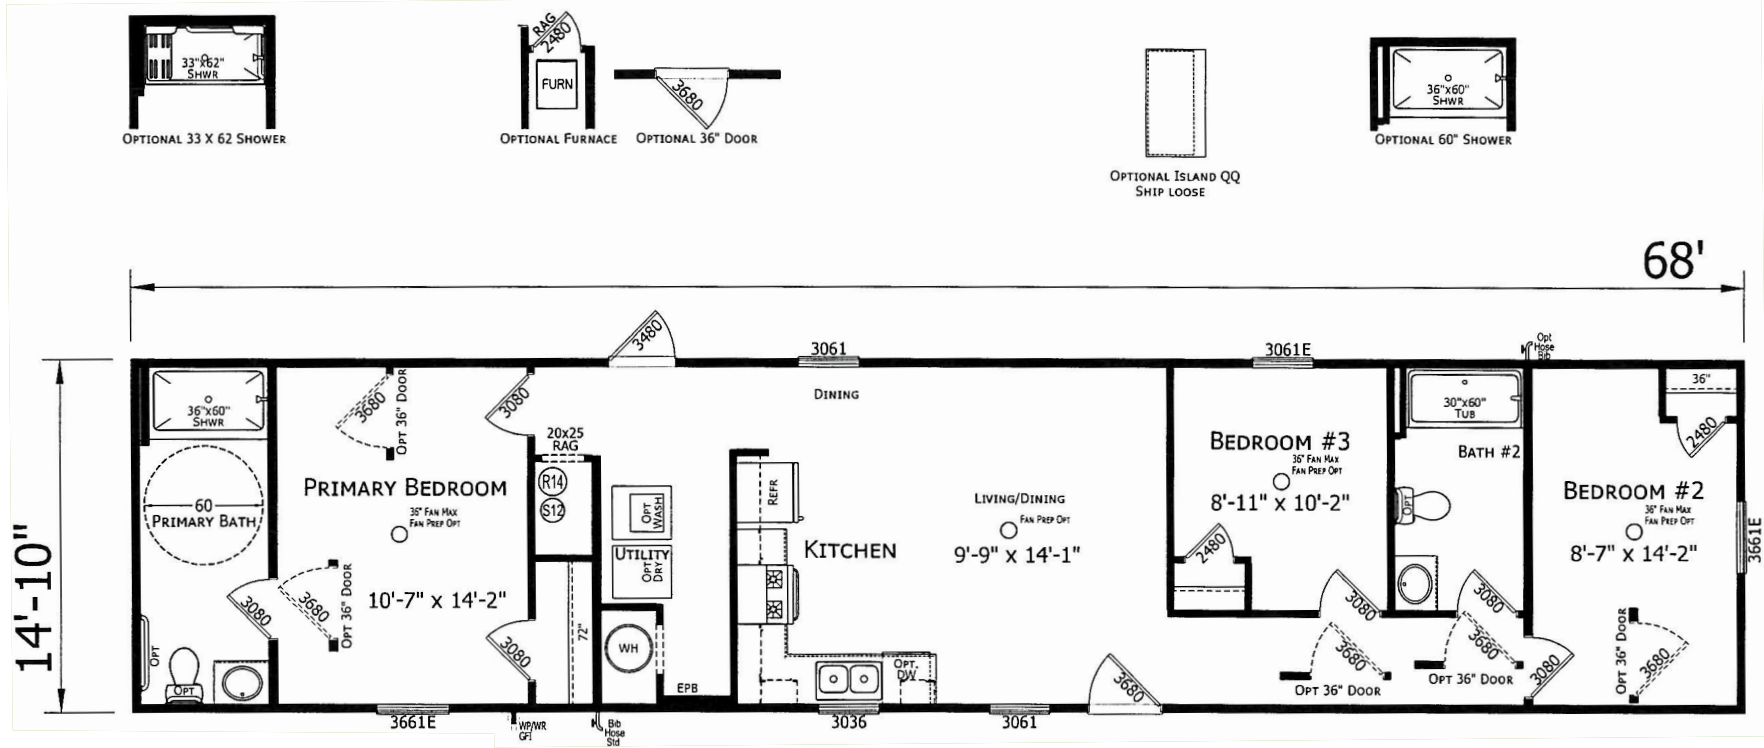 33"x62"
SHWR
OPTIONAL 33 X 62 SHOWER
RAG
2480
FURN
OPTIONAL FURNACE
3680
OPTIONAL 36" DOOR
OPTIONAL ISLAND QQ
SHIP LOOSE
36"x60"
SHWR
OPTIONAL 60" SHOWER
68'
14'-10"
3480
3061
3061E
Opt
Hose
Bib
36"x60"
SHWR
60
PRIMARY BATH
3080
OPT
OPT
3680
OPT 36" DOOR
3080
PRIMARY BEDROOM
36" FAN MAX
FAN PREP OPT
10'-7" x 14'-2"
3680
OPT 36" DOOR
3080
20x25
RAG
R14
S12
72"
OPT
WASH
UTILITY
OPT
DRY
WH
EPB
DINING
REFR
KITCHEN
OPT.
DW
LIVING/DINING
FAN PREP OPT
9'-9" x 14'-1"
3680
BEDROOM #3
36" FAN MAX
FAN PREP OPT
8'-11" x 10'-2"
2480
3080
3680
OPT 36" DOOR
30"x60"
TUB
BATH #2
OPT
3080
3680
OPT 36" DOOR
3080
36"
2480
BEDROOM #2
36" FAN MAX
FAN PREP OPT
8'-7" x 14'-2"
OPT 36" DOOR
3680
3661E
3661E
WP/WR
GFI
Bib
Hose
Std
3036
3061